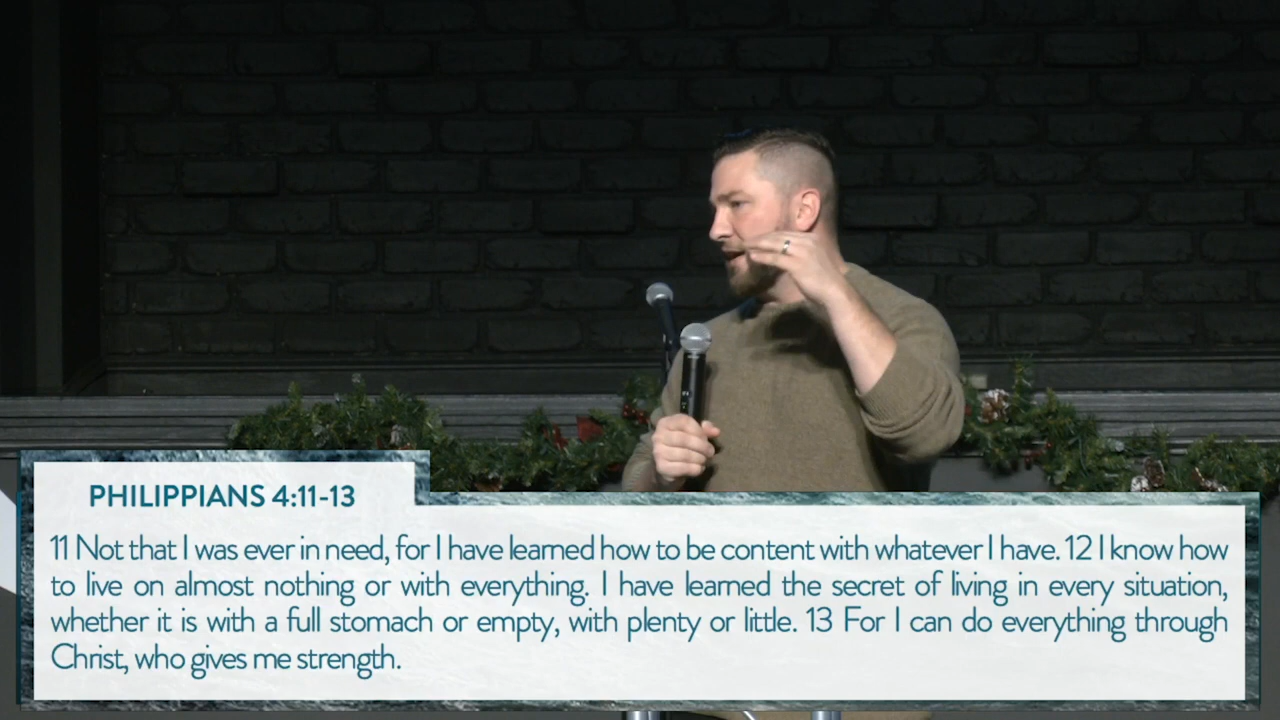 PHILIPPIANS 4:11-13
11 Not that I was ever in need, for I have learned how to be content with whatever I have. 12 I know how
to live on almost nothing or with everything. I have learned the secret of living in every situation,
whether it is with a full stomach or empty, with plenty or little. 13 For I can do everything through
Christ, who gives me strength.